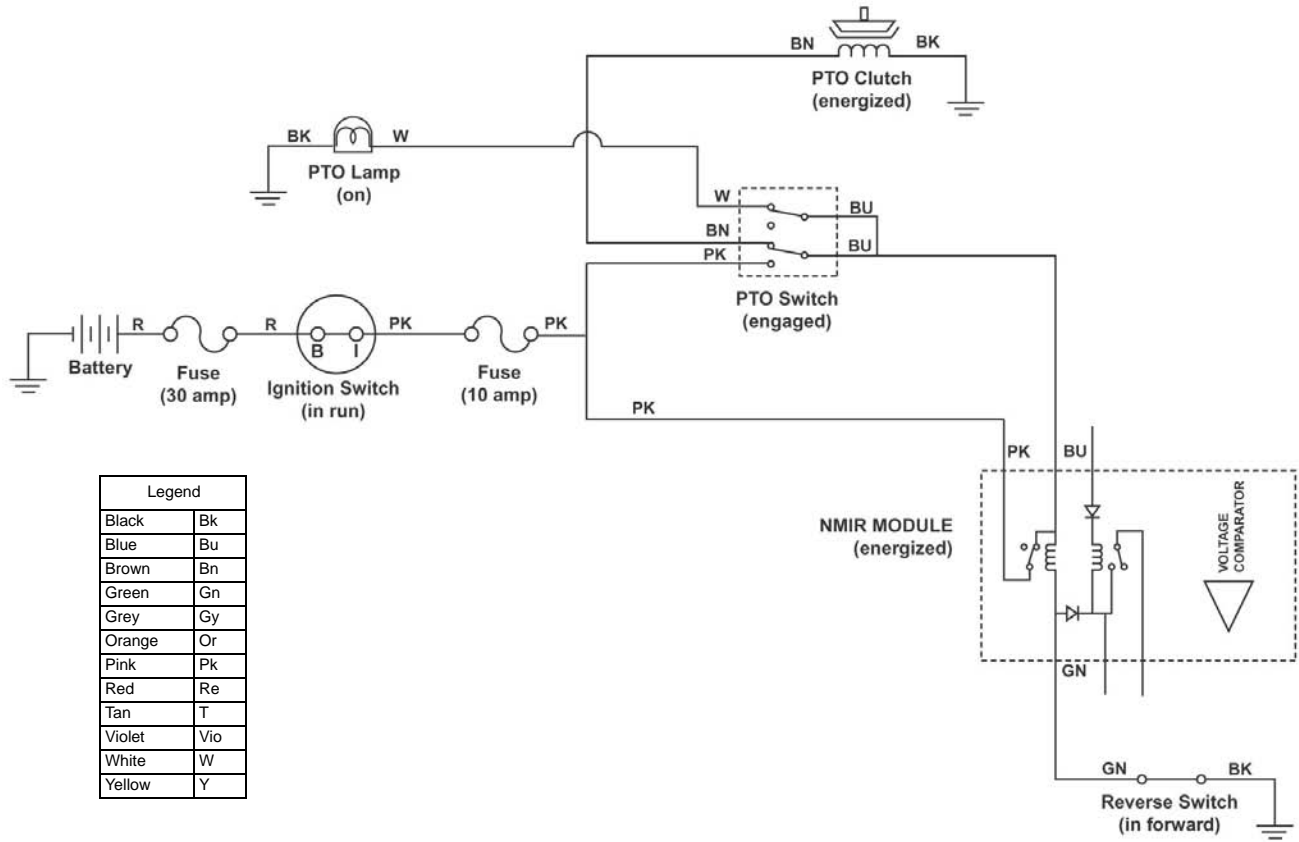 BN
BK
PTO Clutch
(energized)
BK
W
PTO Lamp
(on)
W
BU
BN
BU
PK
PTO Switch
(engaged)
R
R
PK
PK
B
I
Battery
Fuse
(30 amp)
Ignition Switch
(in run)
Fuse
(10 amp)
PK
PK
BU
NMIR MODULE
(energized)
VOLTAGE
COMPARATOR
GN
GN
BK
Reverse Switch
(in forward)
Legend
Black Bk
Blue Bu
Brown Bn
Green Gn
Grey Gy
Orange Or
Pink Pk
Red Re
Tan T
Violet Vio
White W
Yellow Y